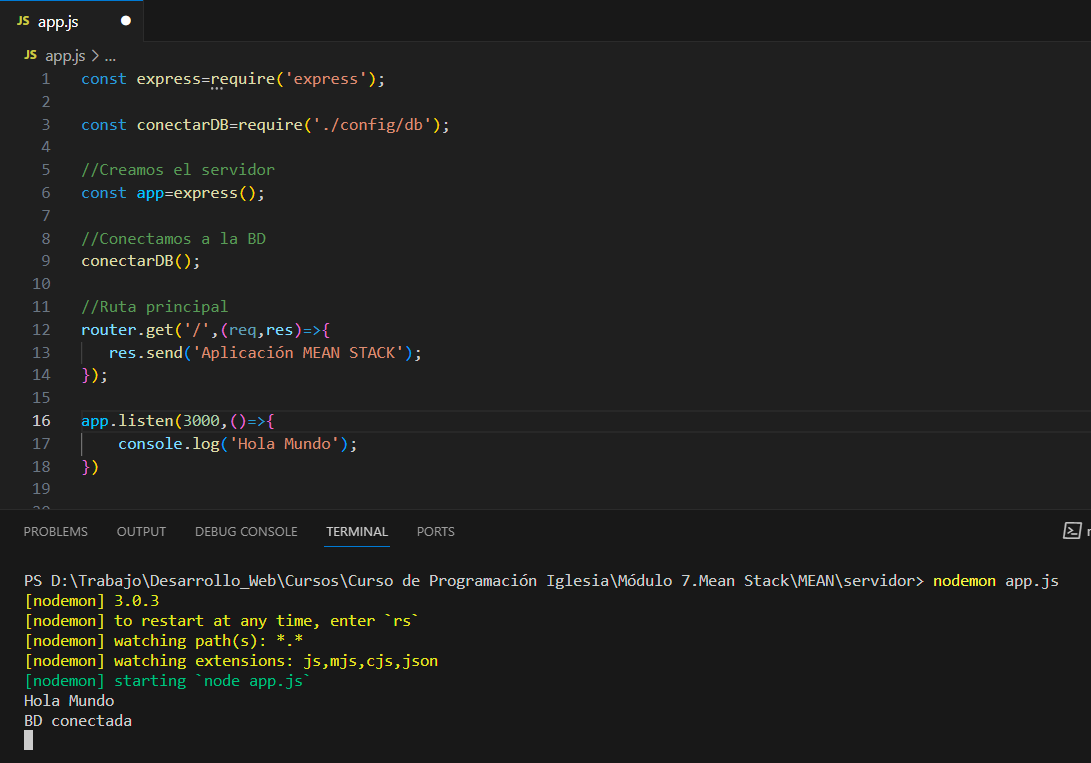 JS app.js
JS app.js > ...
1 const express=require('express');
2
3 const conectarDB=require('./config/db');
4
5 //Creamos el servidor
6 const app=express();
7
8 //Conectamos a la BD
9 conectarDB();
10
11 //Ruta principal
12 router.get('/',(req,res)=>{
13 res.send('Aplicación MEAN STACK');
14 });
15
16 app.listen(3000,()=>{
17 console.log('Hola Mundo');
18 })
19
PROBLEMS OUTPUT DEBUG CONSOLE TERMINAL PORTS
PS D:\Trabajo\Desarrollo_Web\Cursos\Curso de Programación Iglesia\Módulo 7.Mean Stack\MEAN\servidor> nodemon app.js
[nodemon] 3.0.3
[nodemon] to restart at any time, enter `rs`
[nodemon] watching path(s): *.*
[nodemon] watching extensions: js,mjs,cjs,json
[nodemon] starting `node app.js`
Hola Mundo
BD conectada